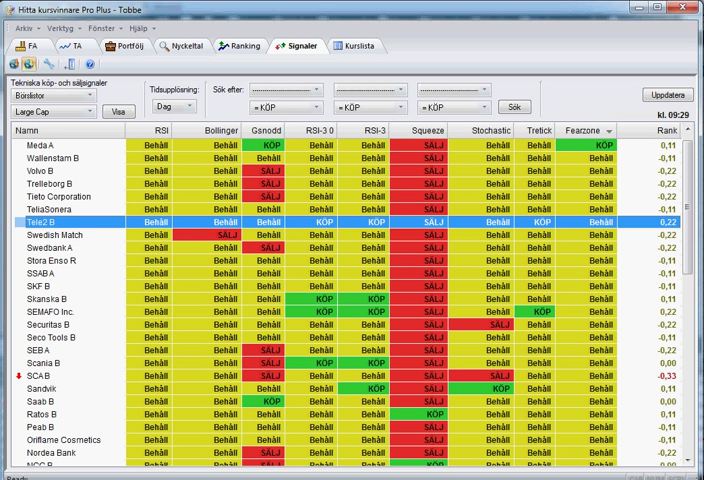 Hitta kursvinnare Pro Plus - Tobbe
Arkiv Verktyg Fönster Hjälp
FA TA Portfölj Nyckeltal Ranking Signaler Kurslista
Tekniska köp- och säljsignaler Tidsupplösning: Sök efter: ---------------- ---------------- ----------------
Börslistor Uppdatera
Large Cap Visa Dag = KÖP = KÖP = KÖP Sök kl. 09:29
Namn RSI Bollinger Gsnodd RSI-3 0 RSI-3 Squeeze Stochastic Tretick Fearzone Rank
Meda A Behåll Behåll KÖP Behåll Behåll SÄLJ Behåll Behåll KÖP 0,11
Wallenstam B Behåll Behåll Behåll Behåll Behåll SÄLJ Behåll Behåll Behåll -0,11
Volvo B Behåll Behåll SÄLJ Behåll Behåll SÄLJ Behåll Behåll Behåll -0,22
Trelleborg B Behåll Behåll SÄLJ Behåll Behåll SÄLJ Behåll Behåll Behåll -0,22
Tieto Corporation Behåll Behåll SÄLJ Behåll Behåll SÄLJ Behåll Behåll Behåll -0,22
TeliaSonera Behåll Behåll Behåll Behåll Behåll SÄLJ Behåll Behåll Behåll -0,11
Tele2 B Behåll Behåll Behåll KÖP KÖP SÄLJ Behåll KÖP Behåll 0,22
Swedish Match Behåll SÄLJ Behåll Behåll Behåll SÄLJ Behåll Behåll Behåll -0,22
Swedbank A Behåll Behåll SÄLJ Behåll Behåll SÄLJ Behåll Behåll Behåll -0,22
Stora Enso R Behåll Behåll Behåll Behåll Behåll SÄLJ Behåll Behåll Behåll -0,11
SSAB A Behåll Behåll Behåll Behåll Behåll SÄLJ Behåll Behåll Behåll -0,11
SKF B Behåll Behåll Behåll Behåll Behåll SÄLJ Behåll Behåll Behåll -0,11
Skanska B Behåll Behåll Behåll KÖP KÖP SÄLJ Behåll Behåll Behåll 0,11
SEMAFO Inc. Behåll Behåll Behåll KÖP KÖP SÄLJ Behåll KÖP Behåll 0,22
Securitas B Behåll Behåll Behåll Behåll Behåll SÄLJ SÄLJ Behåll Behåll -0,22
Seco Tools B Behåll Behåll Behåll Behåll Behåll SÄLJ Behåll Behåll Behåll -0,11
SEB A Behåll Behåll SÄLJ Behåll Behåll SÄLJ Behåll Behåll Behåll -0,22
Scania B Behåll Behåll SÄLJ KÖP KÖP SÄLJ Behåll Behåll Behåll 0,00
SCA B Behåll Behåll SÄLJ Behåll Behåll SÄLJ SÄLJ Behåll Behåll -0,33
Sandvik Behåll Behåll Behåll Behåll KÖP SÄLJ KÖP Behåll Behåll 0,11
Saab B Behåll Behåll KÖP Behåll Behåll SÄLJ Behåll Behåll Behåll 0,00
Ratos B Behåll Behåll Behåll Behåll Behåll KÖP Behåll Behåll Behåll 0,11
Peab B Behåll Behåll Behåll Behåll Behåll SÄLJ Behåll Behåll Behåll -0,11
Oriflame Cosmetics Behåll Behåll Behåll Behåll Behåll SÄLJ Behåll Behåll Behåll -0,11
Nordea Bank Behåll Behåll SÄLJ Behåll Behåll SÄLJ Behåll Behåll Behåll -0,22
NCC B Behåll Behåll SÄLJ Behåll Behåll KÖP Behåll Behåll Behåll 0,00
Ready